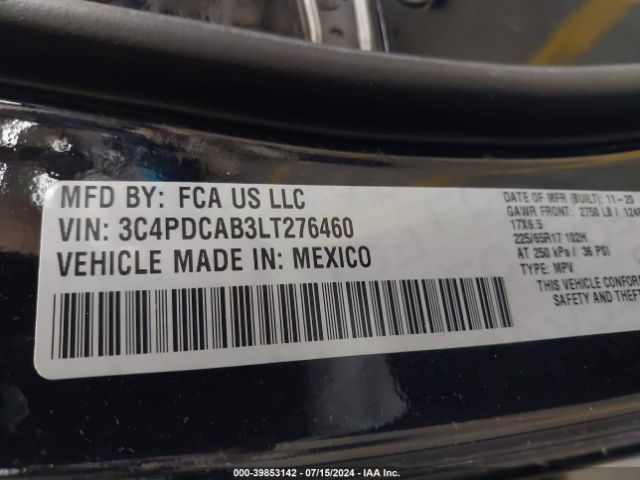 MFD BY: FCA US LLC
VIN: 3C4PDCAB3LT276460
VEHICLE MADE IN: MEXICO
DATE OF MFR (BUILT): 11-20
GAWR FRONT: 2750 LB / 124
17X6.5
225/65R17 102H
AT 250 kPa / 36 PSI
TYPE: MPV
THIS VEHICLE CONFOR
SAFETY AND THEFT
000-39853142 - 07/15/2024 - IAA Inc.